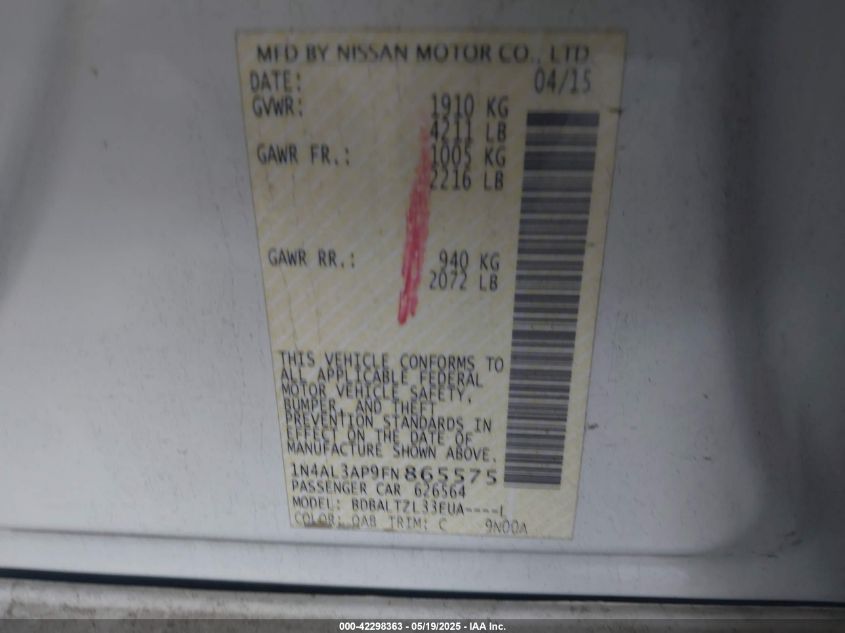 MFD BY NISSAN MOTOR CO., LTD
DATE: 04/15
GVWR: 1910 KG
4211 LB
GAWR FR.: 1005 KG
2216 LB
GAWR RR.: 940 KG
2072 LB
THIS VEHICLE CONFORMS TO
ALL APPLICABLE FEDERAL
MOTOR VEHICLE SAFETY,
BUMPER, AND THEFT
PREVENTION STANDARDS IN
EFFECT ON THE DATE OF
MANUFACTURE SHOWN ABOVE.
1N4AL3AP9FN865575
PASSENGER CAR 626564
MODEL: BDBALTZL33EUA----L
COLOR: QAB TRIM: C 9N00A
000-42298363 - 05/19/2025 - IAA Inc.